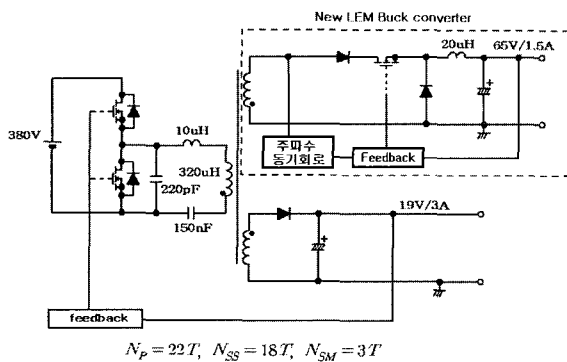 New LEM Buck converter
20uH
65V/1.5A
380V
10uH
320uH
220pF
150nF
주파수
동기회로
Feedback
19V/3A
feedback
N_P = 22T, N_SS = 18T, N_SM = 3T